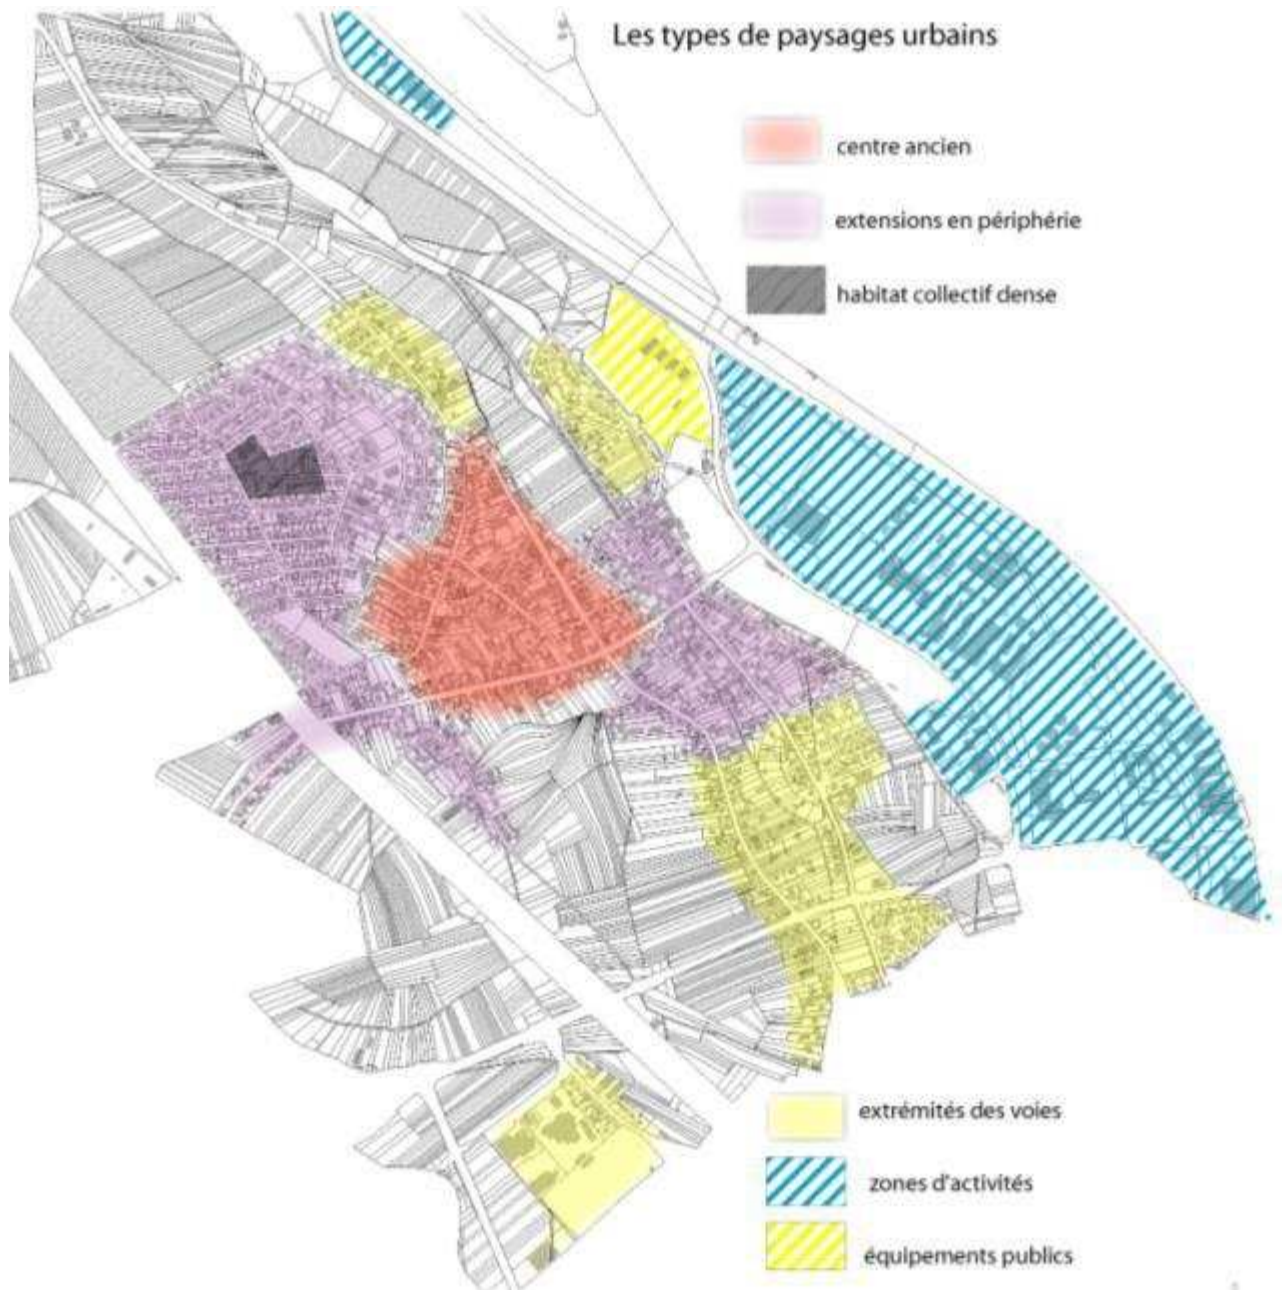 Les types de paysages urbains
centre ancien
extensions en périphérie
habitat collectif dense
extrémités des voies
zones d'activités
équipements publics